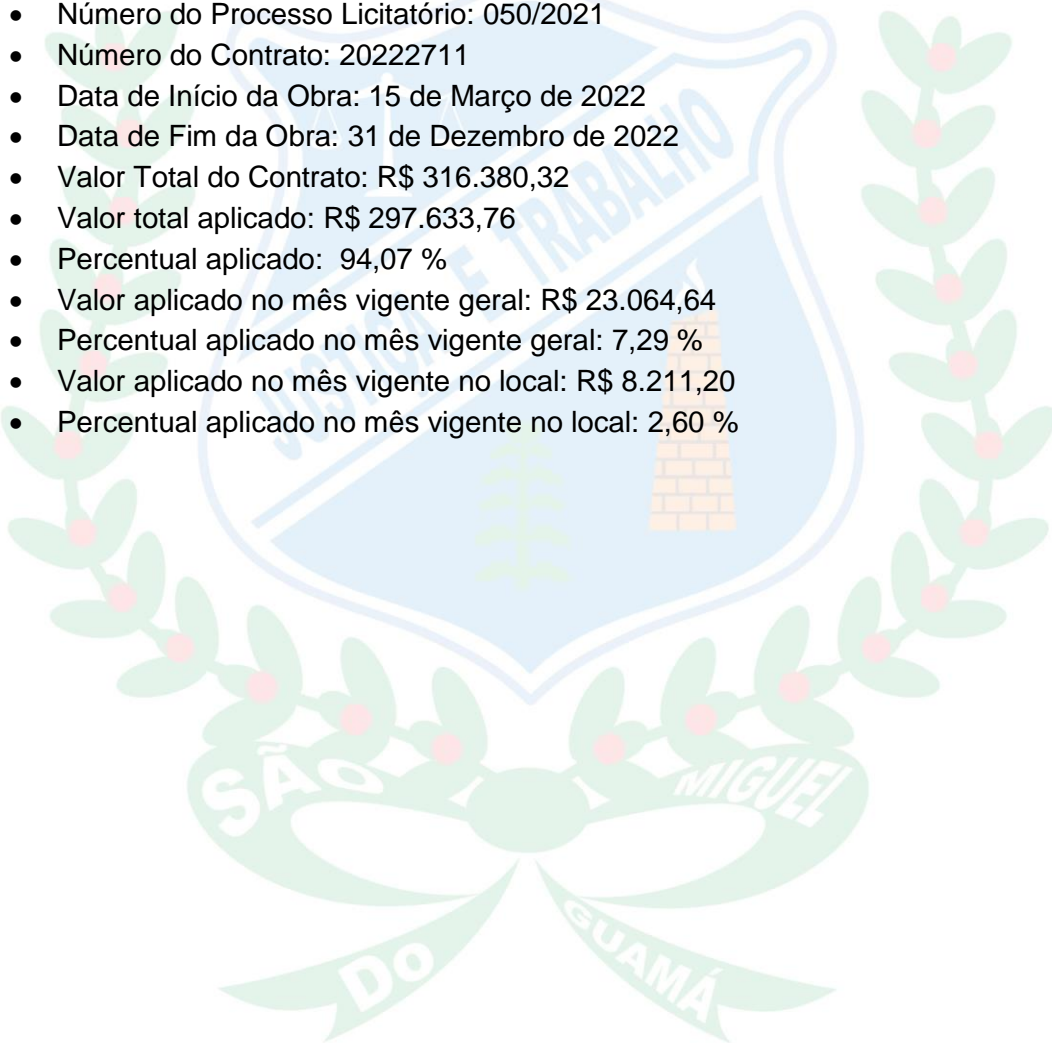 • Número do Processo Licitatório: 050/2021
• Número do Contrato: 20222711
• Data de Início da Obra: 15 de Março de 2022
• Data de Fim da Obra: 31 de Dezembro de 2022
• Valor Total do Contrato: R$ 316.380,32
• Valor total aplicado: R$ 297.633,76
• Percentual aplicado: 94,07 %
• Valor aplicado no mês vigente geral: R$ 23.064,64
• Percentual aplicado no mês vigente geral: 7,29 %
• Valor aplicado no mês vigente no local: R$ 8.211,20
• Percentual aplicado no mês vigente no local: 2,60 %
JUSTIÇA E TRABALHO
SÃO MIGUEL
DO GUAMÁ